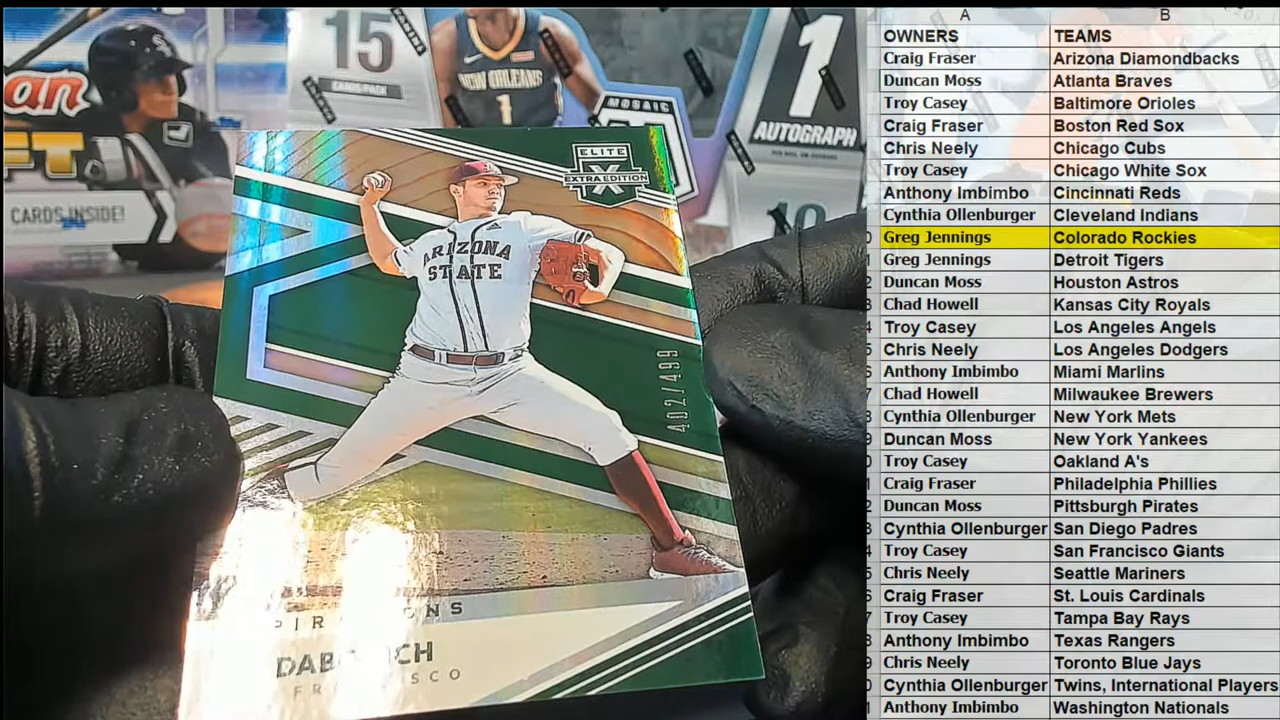 an
FT
CARDS INSIDE!
15
CARDS/PACK
NEW ORLEANS
1
MOSAIC
1
AUTOGRAPH
10
ELITE
X
EXTRA EDITION
ARIZONA
STATE
402/499
A B
OWNERS TEAMS
Craig Fraser Arizona Diamondbacks
Duncan Moss Atlanta Braves
Troy Casey Baltimore Orioles
Craig Fraser Boston Red Sox
Chris Neely Chicago Cubs
Troy Casey Chicago White Sox
Anthony Imbimbo Cincinnati Reds
Cynthia Ollenburger Cleveland Indians
Greg Jennings Colorado Rockies
Greg Jennings Detroit Tigers
Duncan Moss Houston Astros
Chad Howell Kansas City Royals
Troy Casey Los Angeles Angels
Chris Neely Los Angeles Dodgers
Anthony Imbimbo Miami Marlins
Chad Howell Milwaukee Brewers
Cynthia Ollenburger New York Mets
Duncan Moss New York Yankees
Troy Casey Oakland A's
Craig Fraser Philadelphia Phillies
Duncan Moss Pittsburgh Pirates
Cynthia Ollenburger San Diego Padres
Troy Casey San Francisco Giants
Chris Neely Seattle Mariners
Craig Fraser St. Louis Cardinals
Troy Casey Tampa Bay Rays
Anthony Imbimbo Texas Rangers
Chris Neely Toronto Blue Jays
Cynthia Ollenburger Twins, International Players
Anthony Imbimbo Washington Nationals